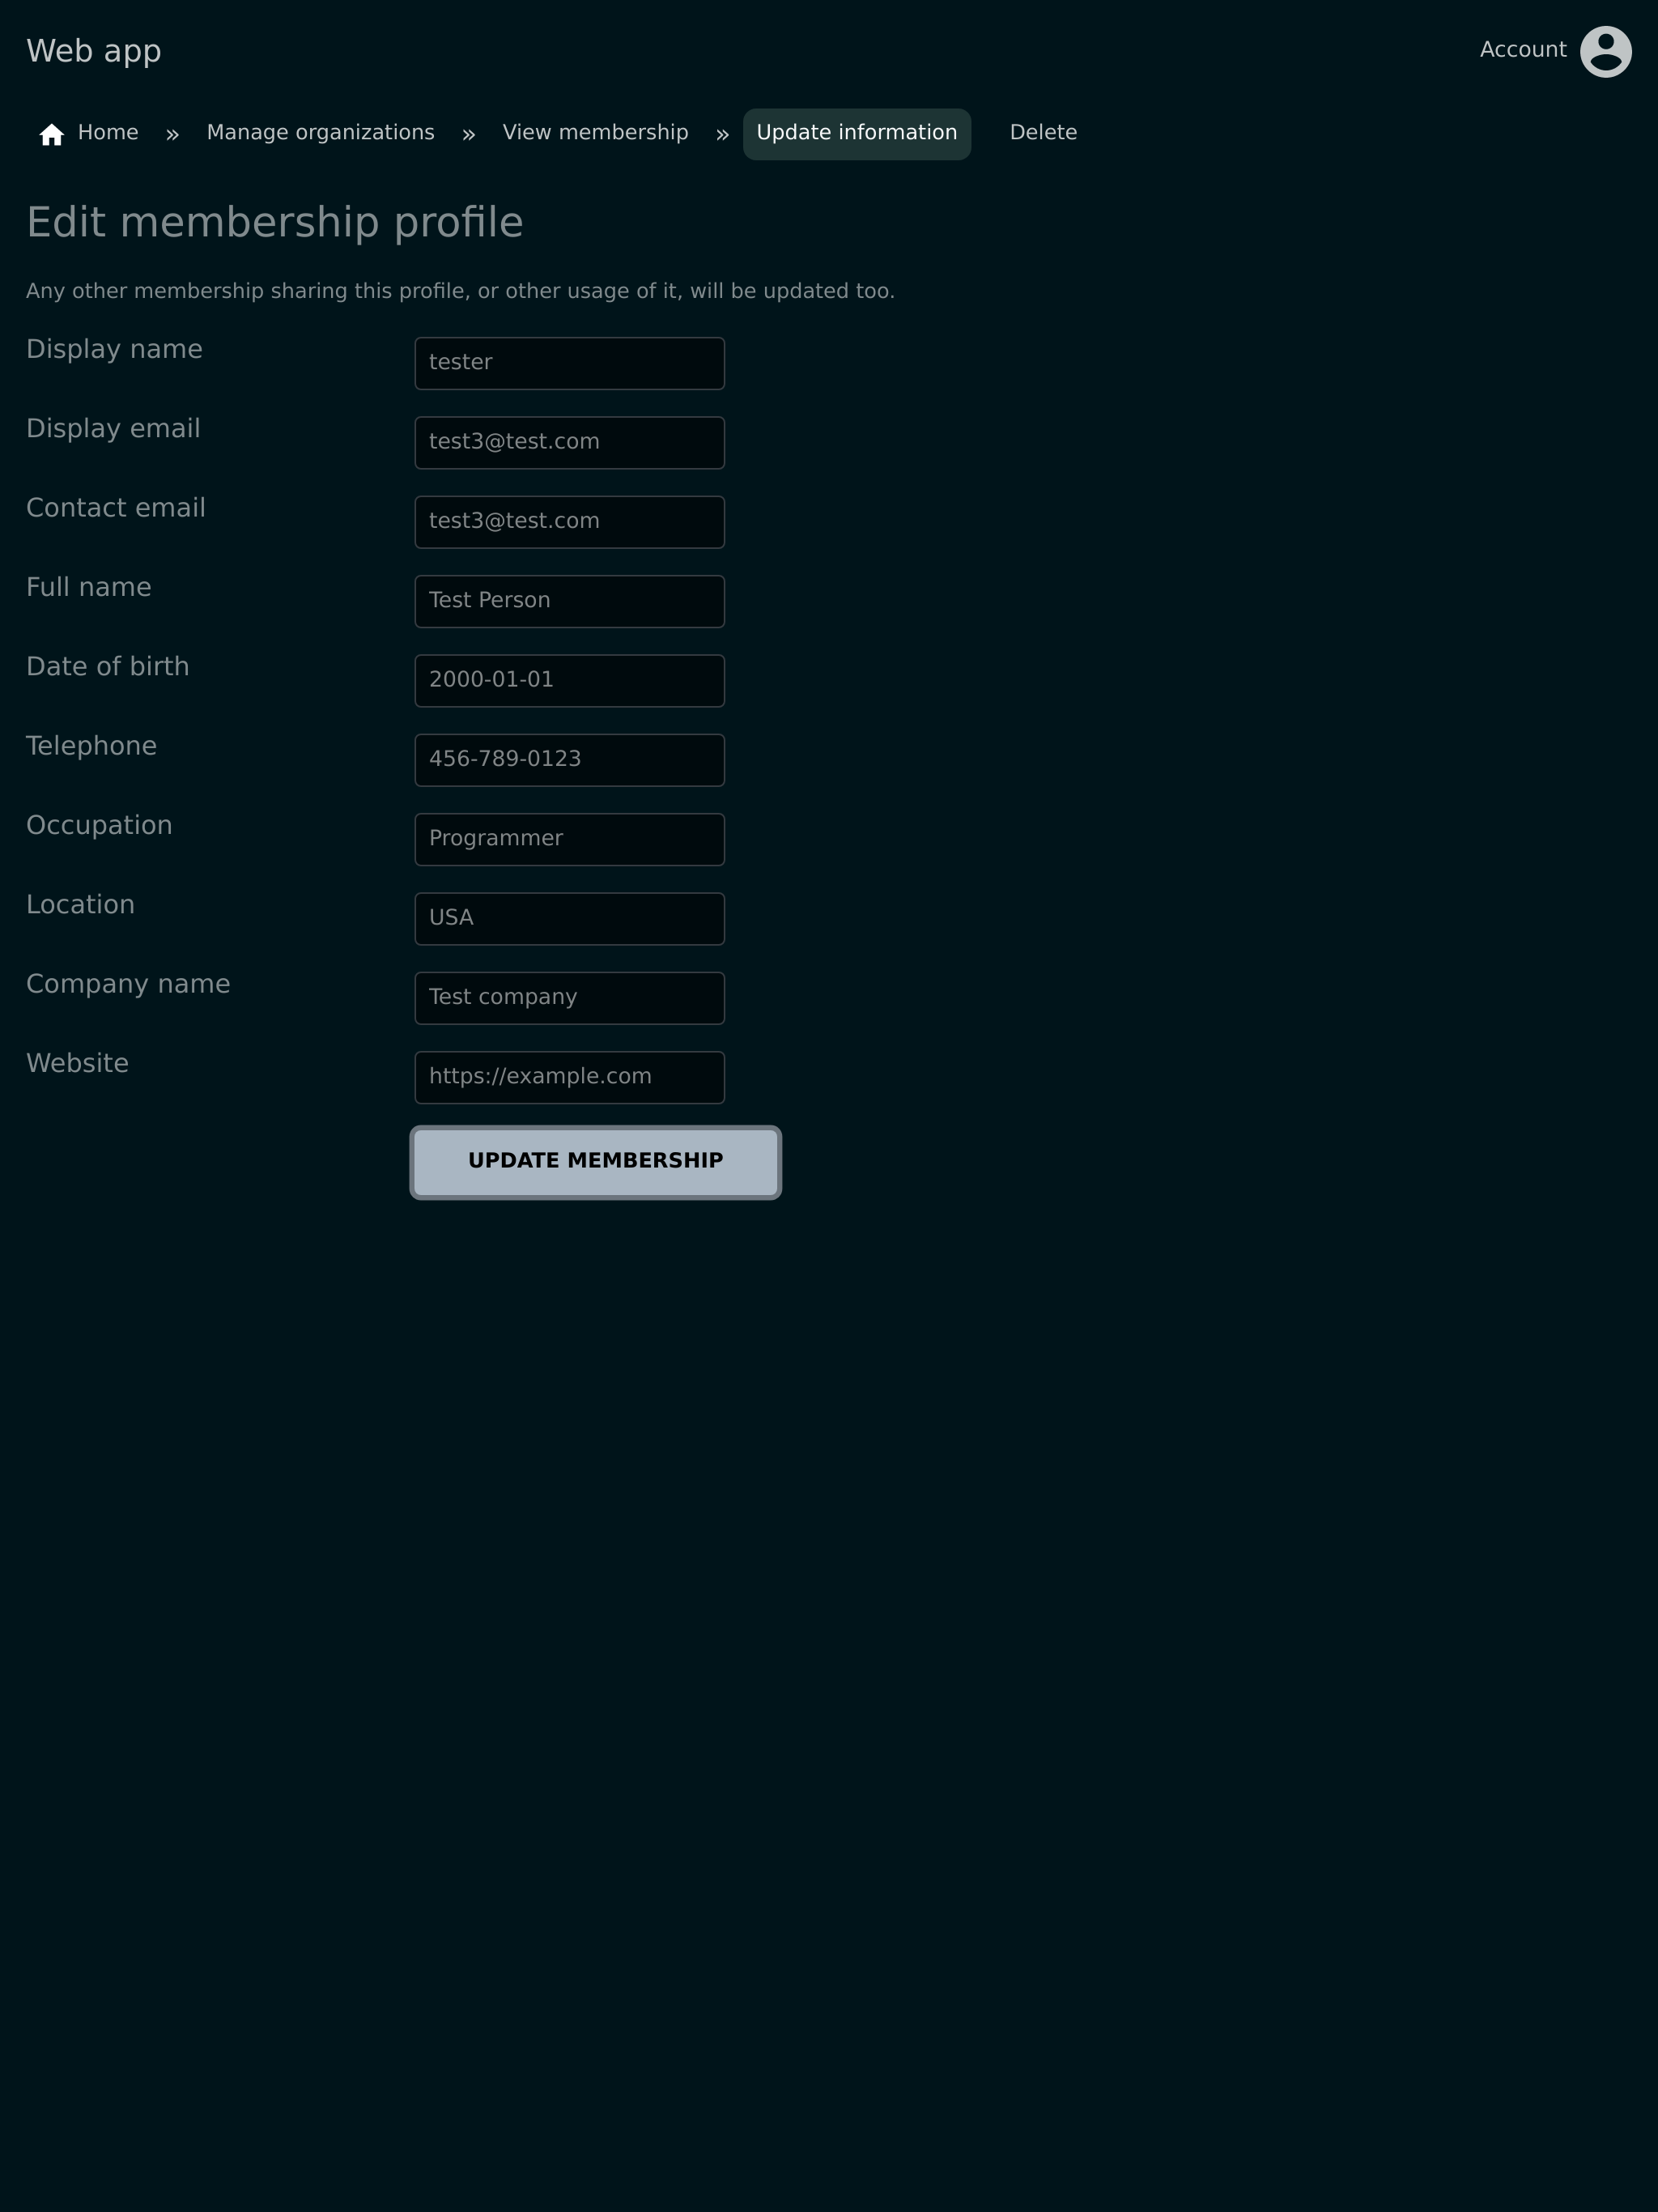 Web app
Account
Home » Manage organizations » View membership » Update information Delete
Edit membership profile
Any other membership sharing this profile, or other usage of it, will be updated too.
Display name tester
Display email test3@test.com
Contact email test3@test.com
Full name Test Person
Date of birth 2000-01-01
Telephone 456-789-0123
Occupation Programmer
Location USA
Company name Test company
Website https://example.com
UPDATE MEMBERSHIP